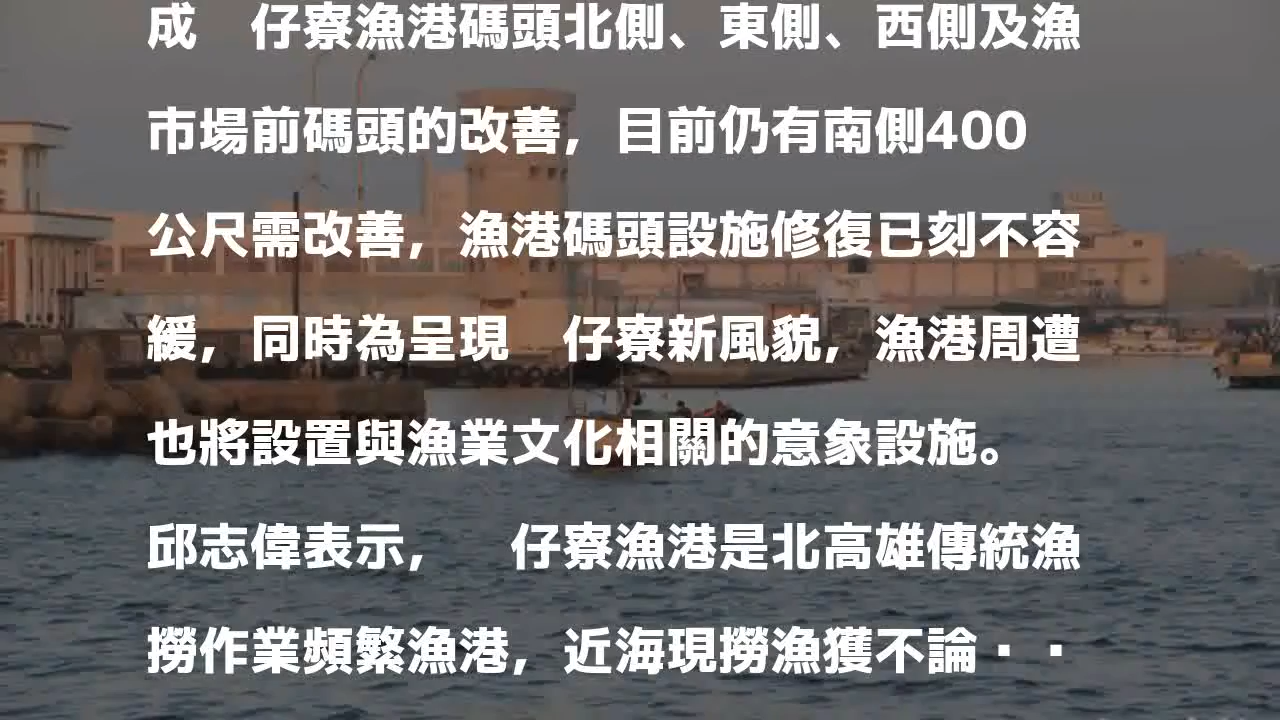 成　仔寮漁港碼頭北側、東側、西側及漁
市場前碼頭的改善，目前仍有南側400
公尺需改善，漁港碼頭設施修復已刻不容
緩，同時為呈現　仔寮新風貌，漁港周遭
也將設置與漁業文化相關的意象設施。
邱志偉表示，　仔寮漁港是北高雄傳統漁
撈作業頻繁漁港，近海現撈漁獲不論··